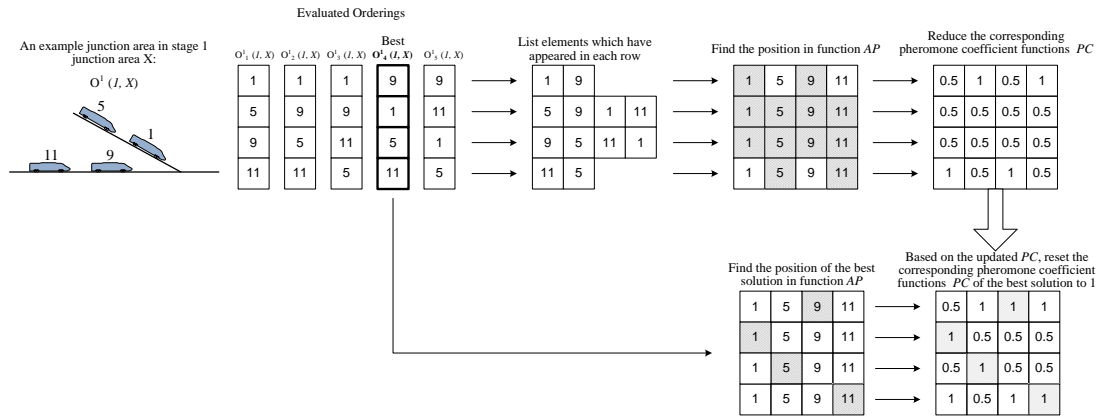 Evaluated Orderings
An example junction area in stage 1
junction area X:
O¹ (I, X)
5
1
11
9
Best
O¹₁ (I, X) O¹₂ (I, X) O¹₃ (I, X) O¹₄ (I, X) O¹₅ (I, X)
1 1 1 9 9
5 9 9 1 11
9 5 11 5 1
11 11 5 11 5
List elements which have
appeared in each row
1 9
5 9 1 11
9 5 11 1
11 5
Find the position in function AP
1 5 9 11
1 5 9 11
1 5 9 11
1 5 9 11
Reduce the corresponding
pheromone coefficient functions PC
0.5 1 0.5 1
0.5 0.5 0.5 0.5
0.5 0.5 0.5 0.5
1 0.5 1 0.5
Find the position of the best
solution in function AP
1 5 9 11
1 5 9 11
1 5 9 11
1 5 9 11
Based on the updated PC, reset the
corresponding pheromone coefficient
functions PC of the best solution to 1
0.5 1 1 1
1 0.5 0.5 0.5
0.5 1 0.5 0.5
1 0.5 1 1